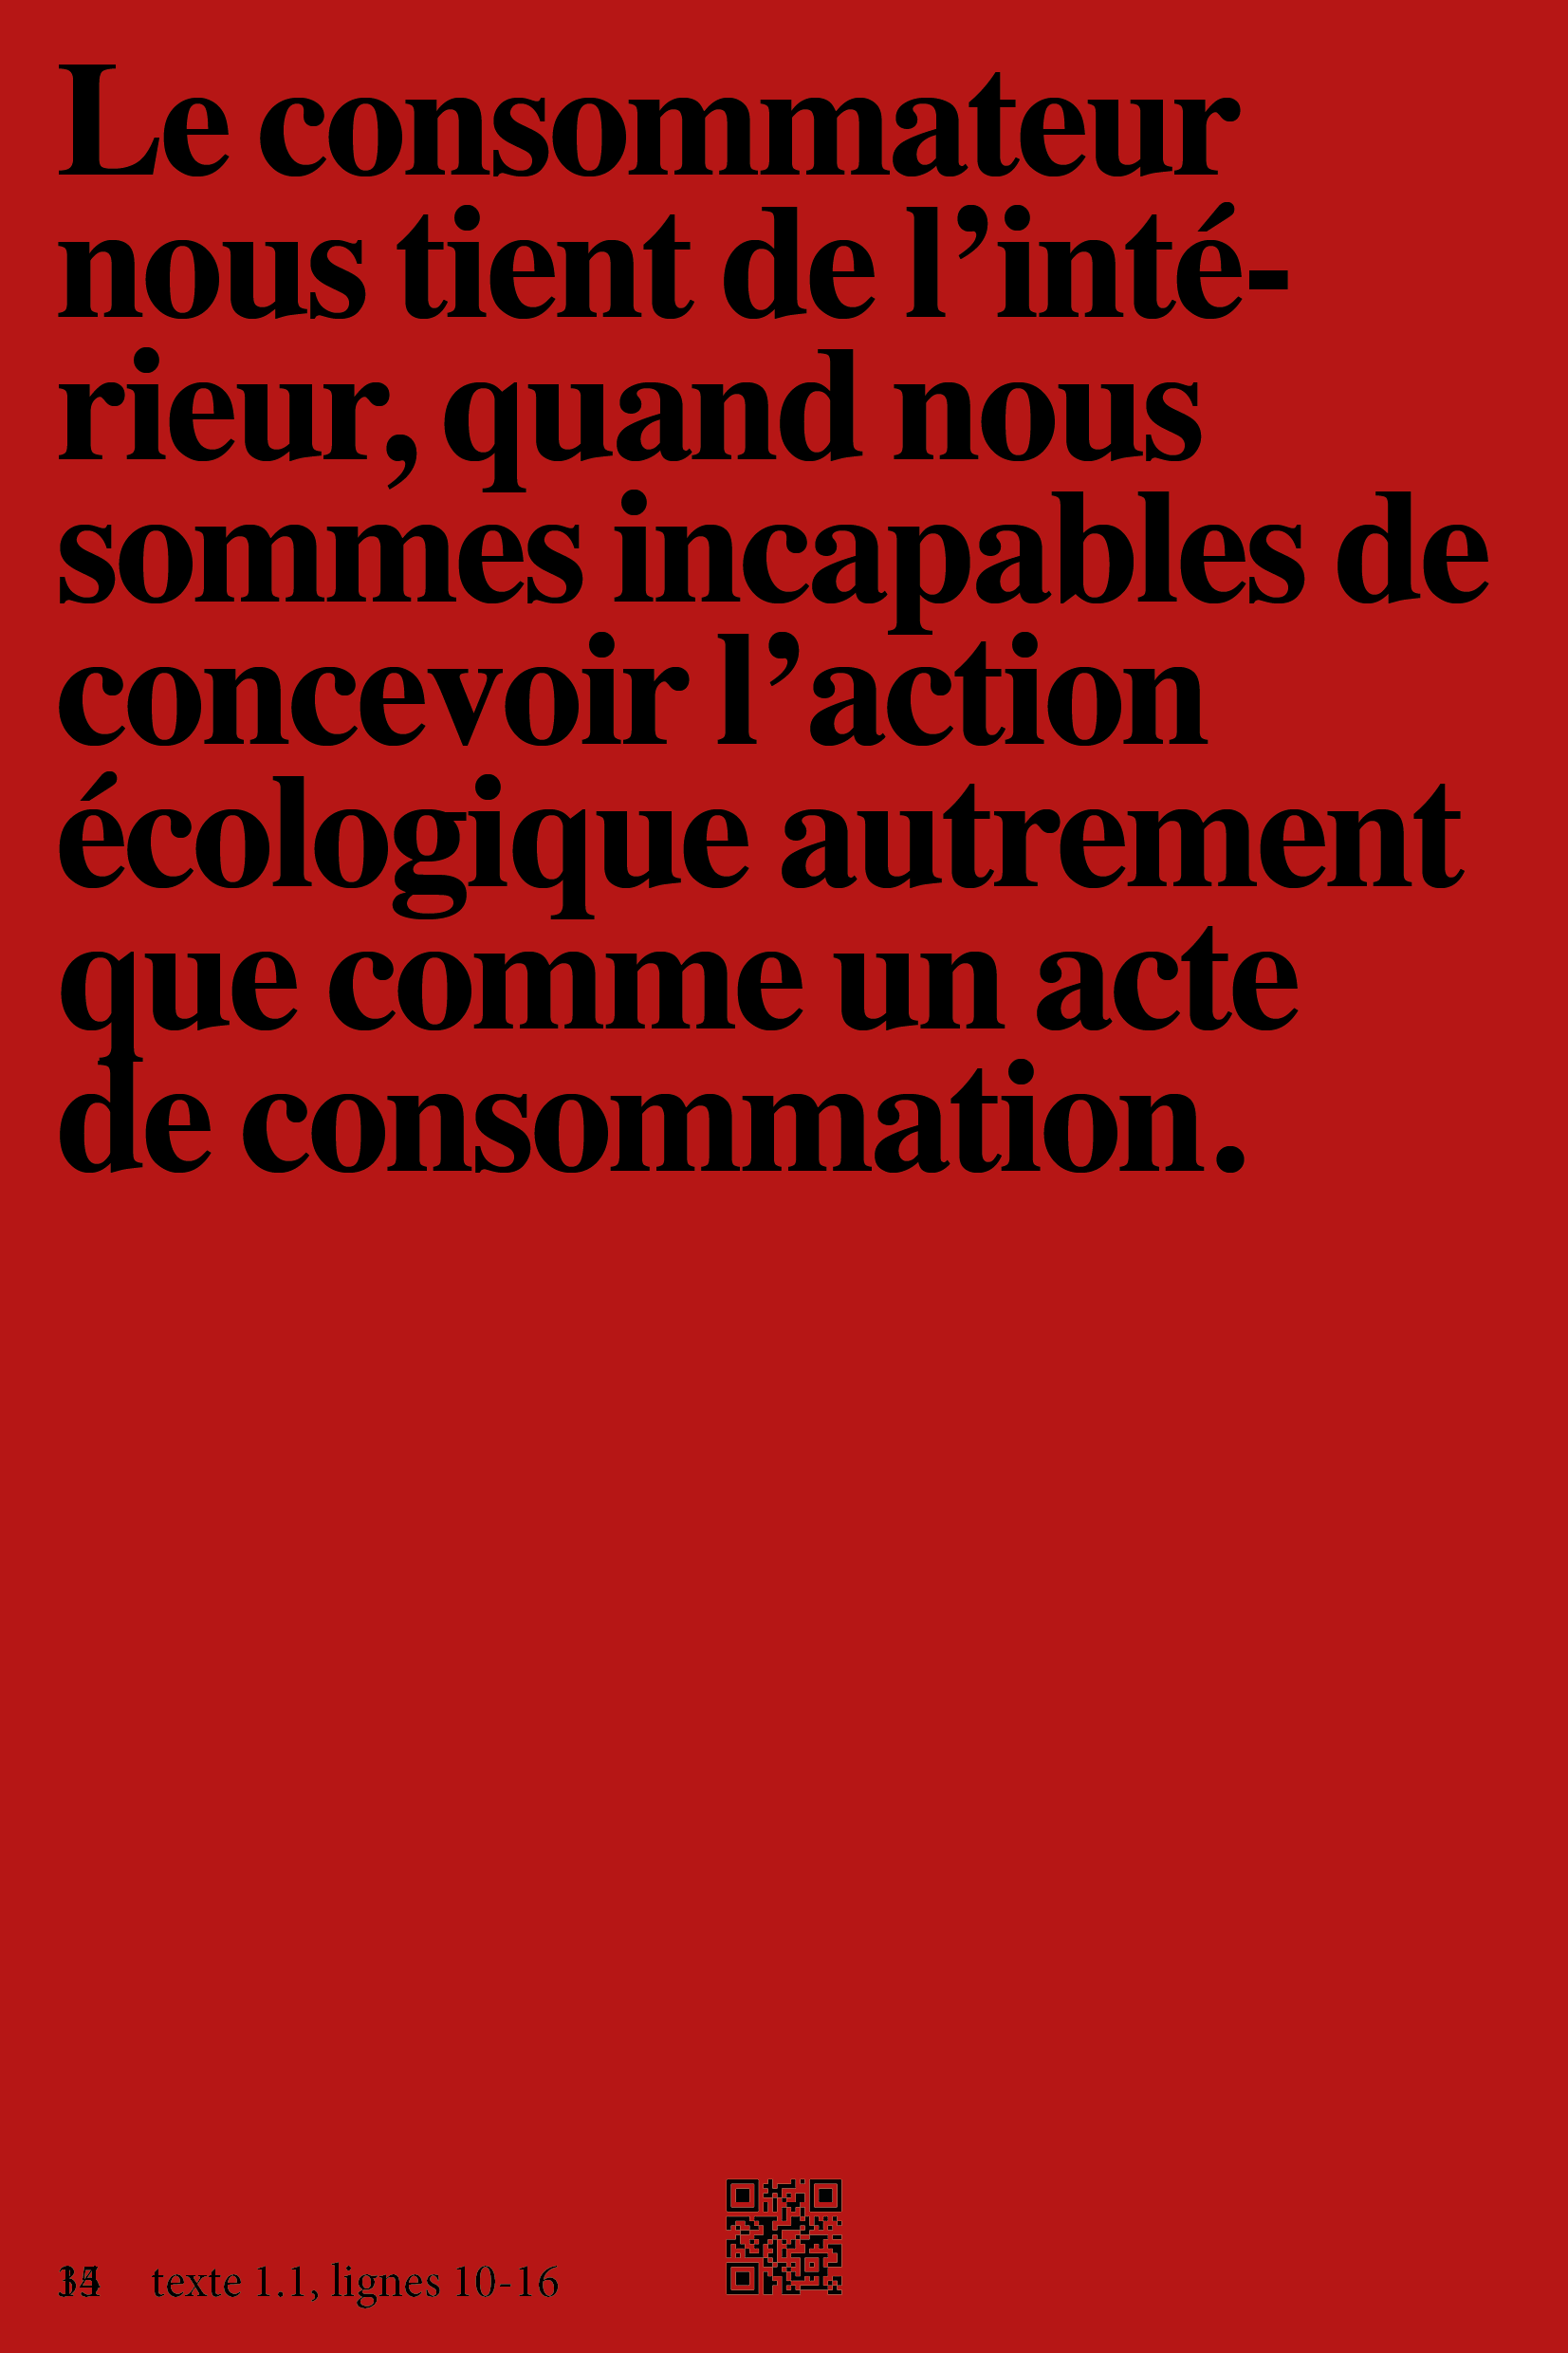 Le consommateur
nous tient de l’inté-
rieur, quand nous
sommes incapables de
concevoir l’action
écologique autrement
que comme un acte
de consommation.
texte 1.1, lignes 10-16